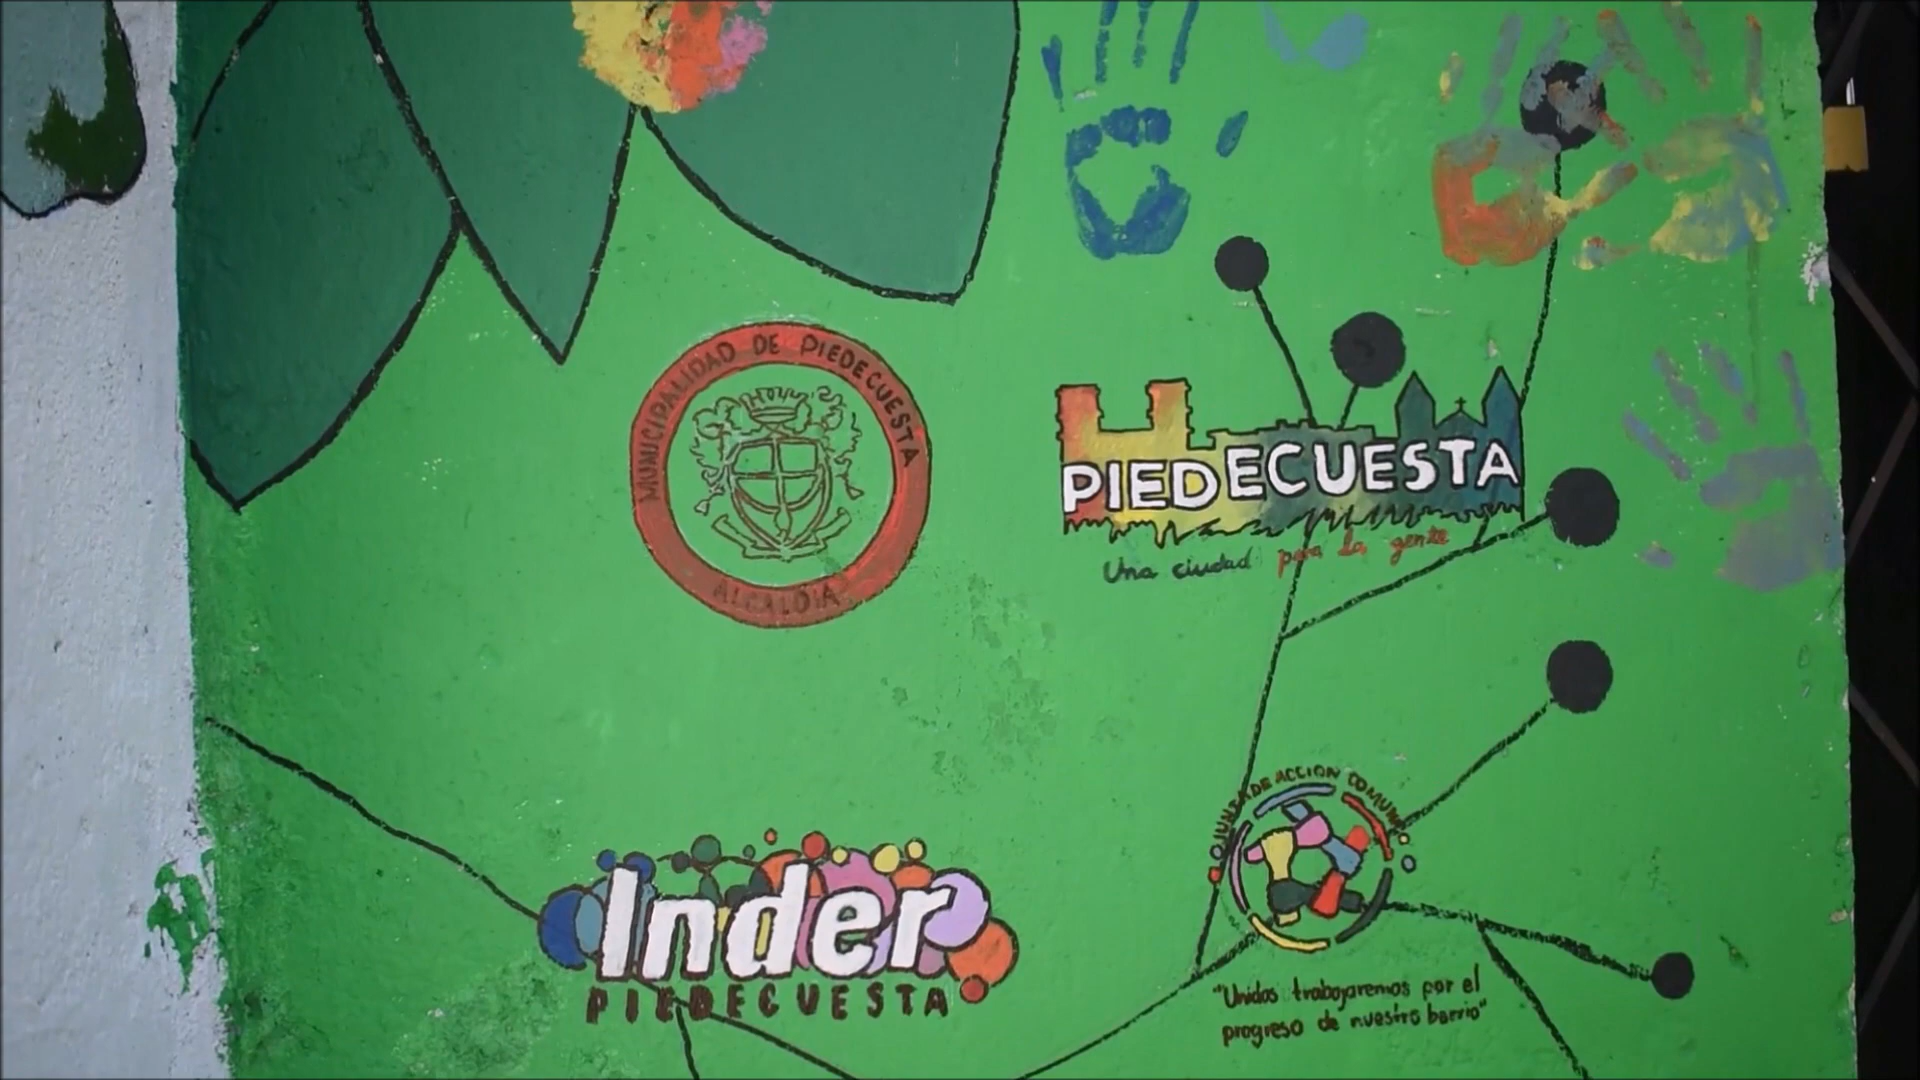 MUNICIPALIDAD DE PIEDECUESTA
ALCALDIA
PIEDECUESTA
Una ciudad para la gente
Inder
PIEDECUESTA
JUNTA DE ACCION COMUNAL
"Unidos trabajaremos por el
progreso de nuestro barrio"